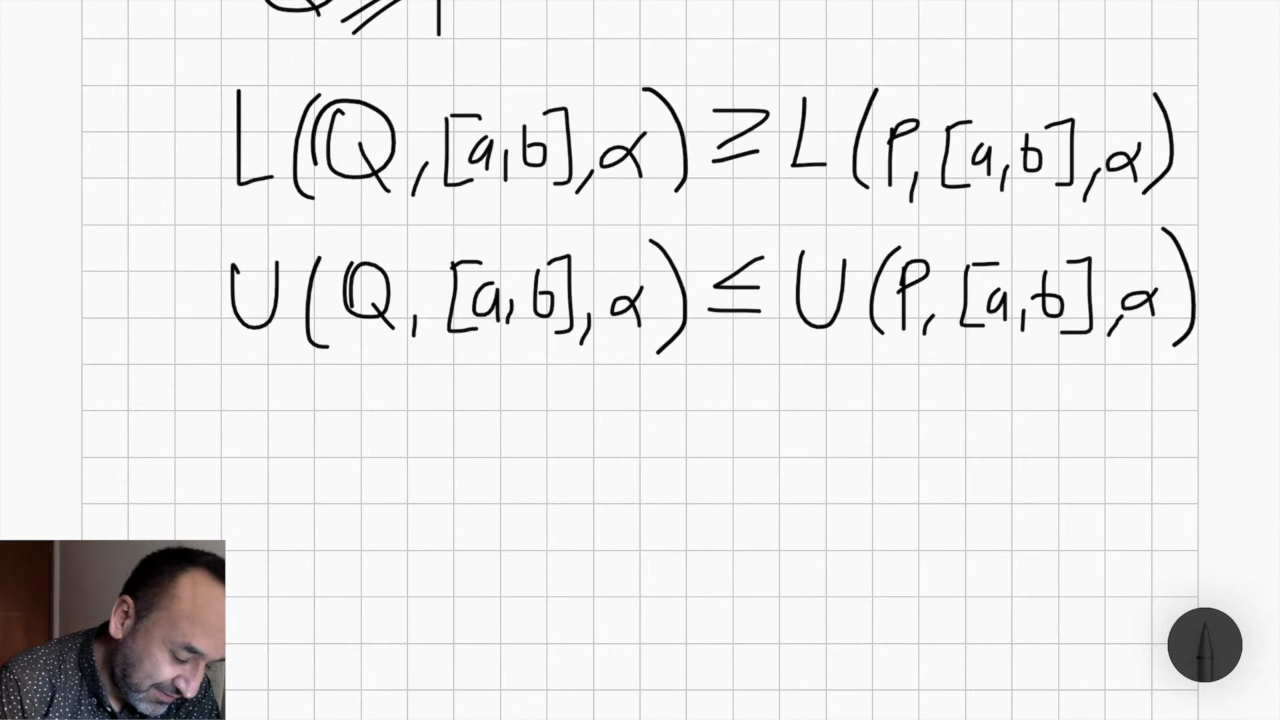 L(Q, [a,b], α) ≥ L(P, [a,b], α)
U(Q, [a,b], α) ≤ U(P, [a,b], α)